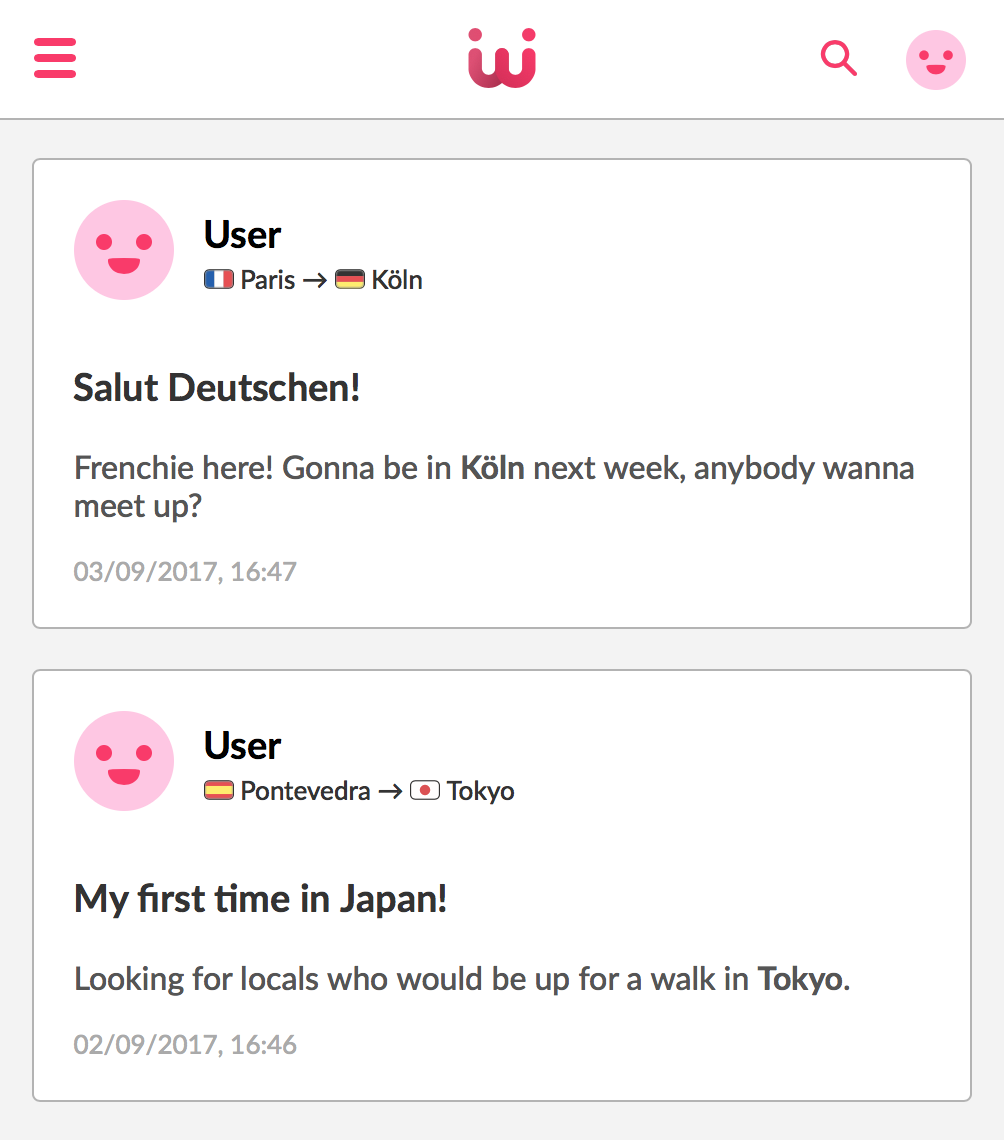 User
Paris → Köln
Salut Deutschen!
Frenchie here! Gonna be in Köln next week, anybody wanna
meet up?
03/09/2017, 16:47
User
Pontevedra → Tokyo
My first time in Japan!
Looking for locals who would be up for a walk in Tokyo.
02/09/2017, 16:46